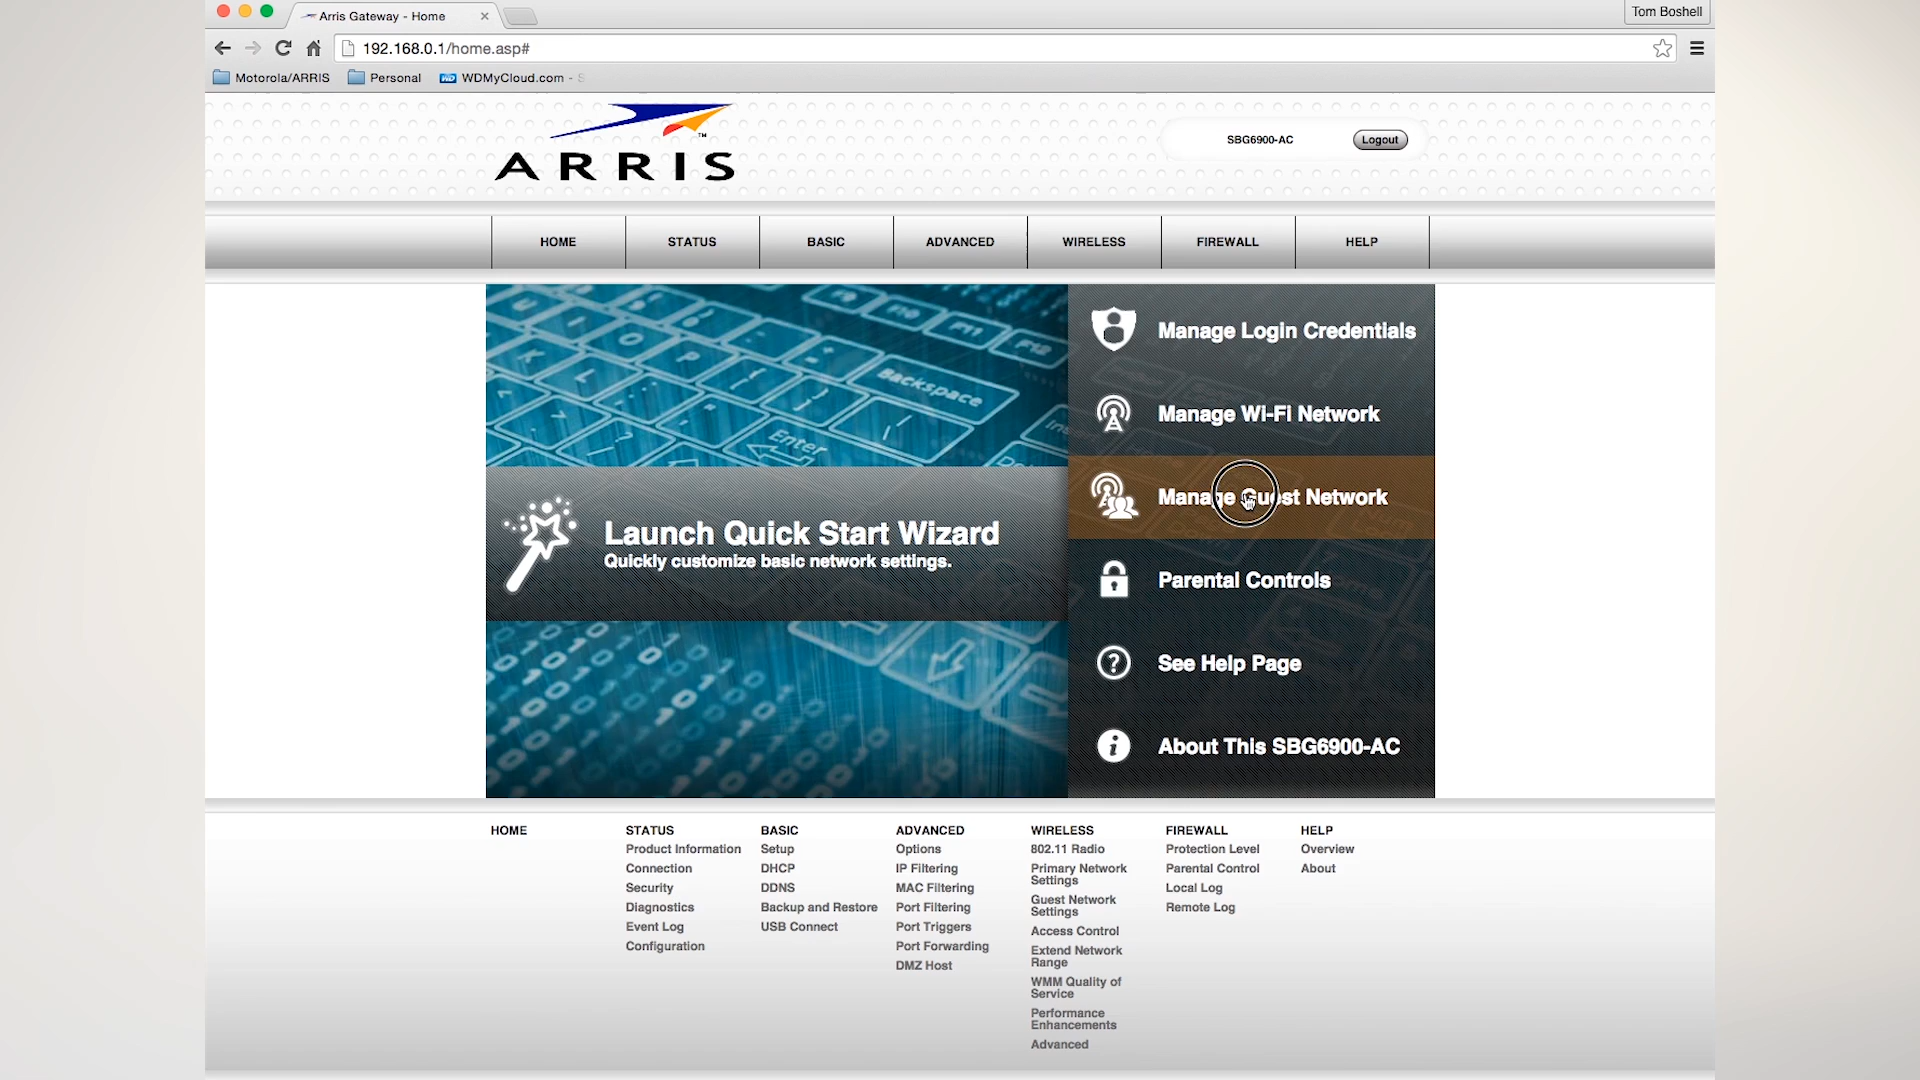 Arris Gateway - Home
Tom Boshell
192.168.0.1/home.asp#
Motorola/ARRIS
Personal
WD
WDMyCloud.com - S
ARRIS
TM
SBG6900-AC
Logout
HOME
STATUS
BASIC
ADVANCED
WIRELESS
FIREWALL
HELP
Backspace
Enter
Launch Quick Start Wizard
Quickly customize basic network settings.
Manage Login Credentials
Manage Wi-Fi Network
Manage Guest Network
Parental Controls
See Help Page
About This SBG6900-AC
HOME
STATUS
Product Information
Connection
Security
Diagnostics
Event Log
Configuration
BASIC
Setup
DHCP
DDNS
Backup and Restore
USB Connect
ADVANCED
Options
IP Filtering
MAC Filtering
Port Filtering
Port Triggers
Port Forwarding
DMZ Host
WIRELESS
802.11 Radio
Primary Network
Settings
Guest Network
Settings
Access Control
Extend Network
Range
WMM Quality of
Service
Performance
Enhancements
Advanced
FIREWALL
Protection Level
Parental Control
Local Log
Remote Log
HELP
Overview
About